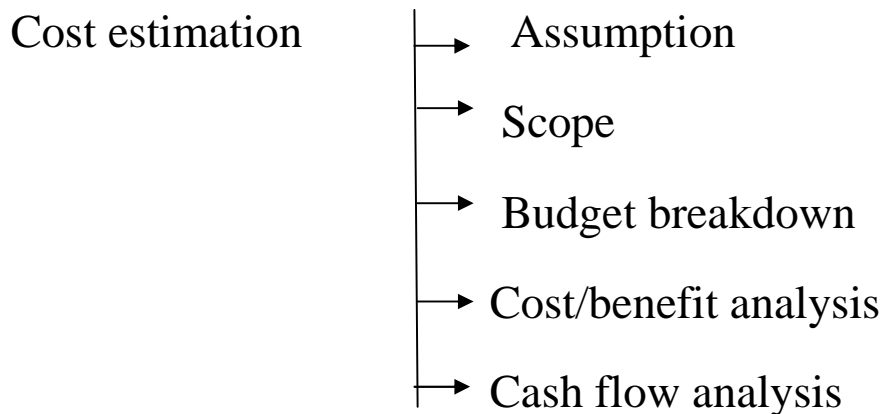 Cost estimation
Assumption
Scope
Budget breakdown
Cost/benefit analysis
Cash flow analysis